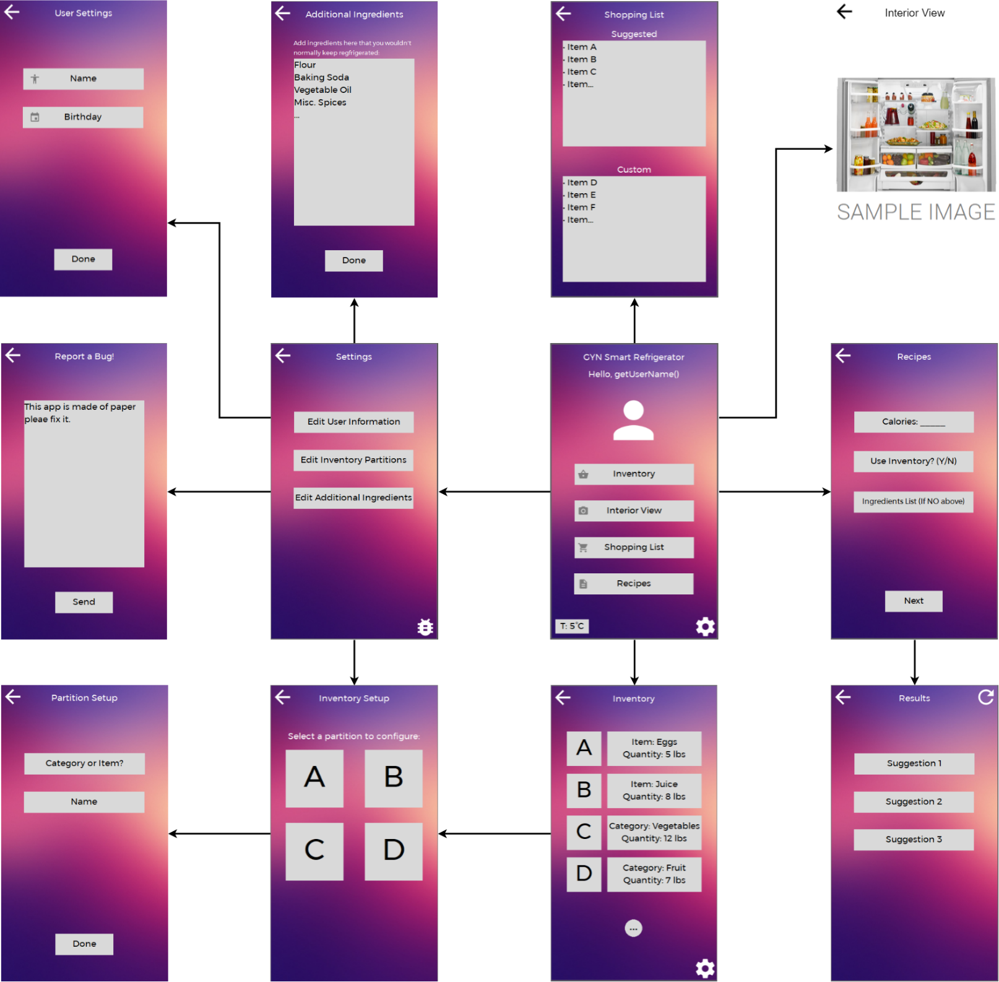 User Settings
Name
Birthday
Done
Additional Ingredients
Add ingredients here that you wouldn't
normally keep regfrigerated:
Flour
Baking Soda
Vegetable Oil
Misc. Spices
...
Done
Shopping List
Suggested
· Item A
· Item B
· Item C
· Item...
Custom
· Item D
· Item E
· Item F
· Item...
Interior View
SAMPLE IMAGE
Report a Bug!
This app is made of paper
pleae fix it.
Send
Settings
Edit User Information
Edit Inventory Partitions
Edit Additional Ingredients
GYN Smart Refrigerator
Hello, getUserName()
Inventory
Interior View
Shopping List
Recipes
T: 5°C
Recipes
Calories: _____
Use Inventory? (Y/N)
Ingredients List (If NO above)
Next
Partition Setup
Category or Item?
Name
Done
Inventory Setup
Select a partition to configure:
A B
C D
Inventory
A
Item: Eggs
Quantity: 5 lbs
B
Item: Juice
Quantity: 8 lbs
C
Category: Vegetables
Quantity: 12 lbs
D
Category: Fruit
Quantity: 7 lbs
...
Results
Suggestion 1
Suggestion 2
Suggestion 3